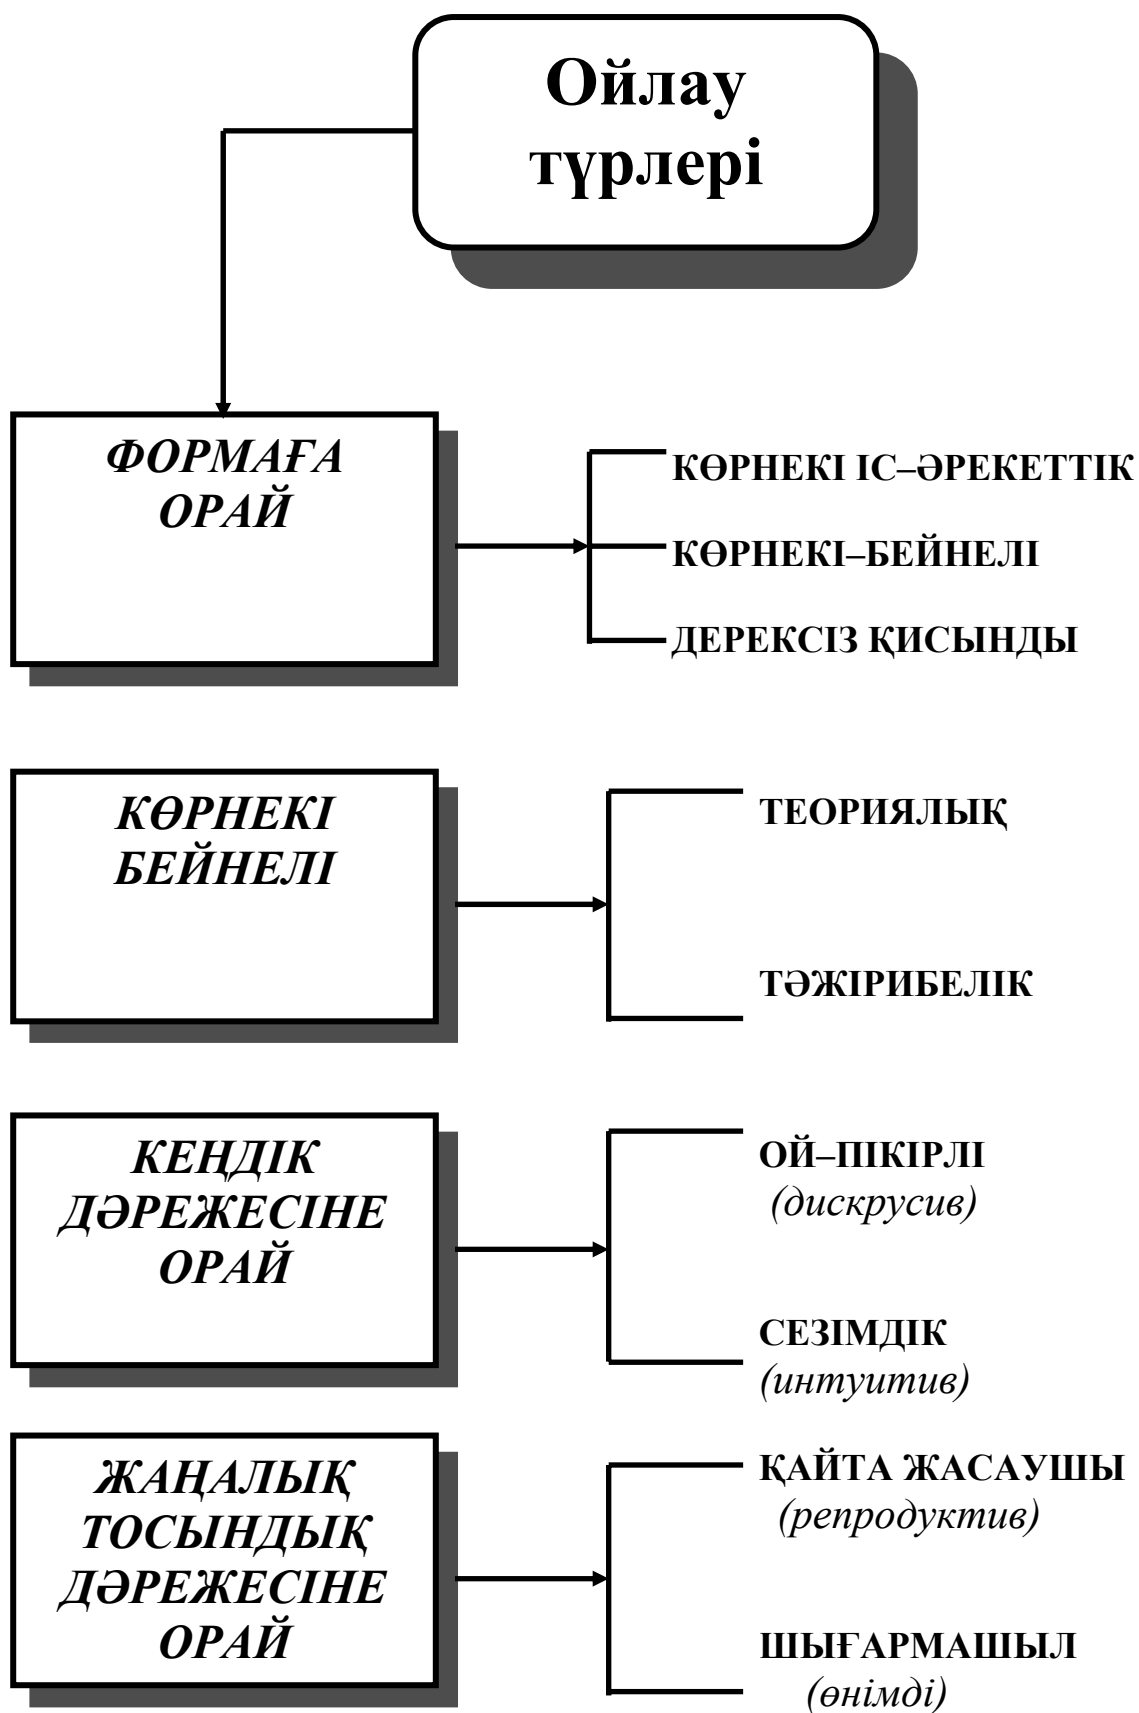 Ойлау
түрлері
ФОРМАҒА
ОРАЙ
КӨРНЕКІ ІС–ӘРЕКЕТТІК
КӨРНЕКІ–БЕЙНЕЛІ
ДЕРЕКСІЗ ҚИСЫНДЫ
КӨРНЕКІ
БЕЙНЕЛІ
ТЕОРИЯЛЫҚ
ТӘЖІРИБЕЛІК
КЕҢДІК
ДӘРЕЖЕСІНЕ
ОРАЙ
ОЙ–ПІКІРЛІ
(дискрусив)
СЕЗІМДІК
(интуитив)
ЖАҢАЛЫҚ
ТОСЫНДЫҚ
ДӘРЕЖЕСІНЕ
ОРАЙ
ҚАЙТА ЖАСАУШЫ
(репродуктив)
ШЫҒАРМАШЫЛ
(өнімді)